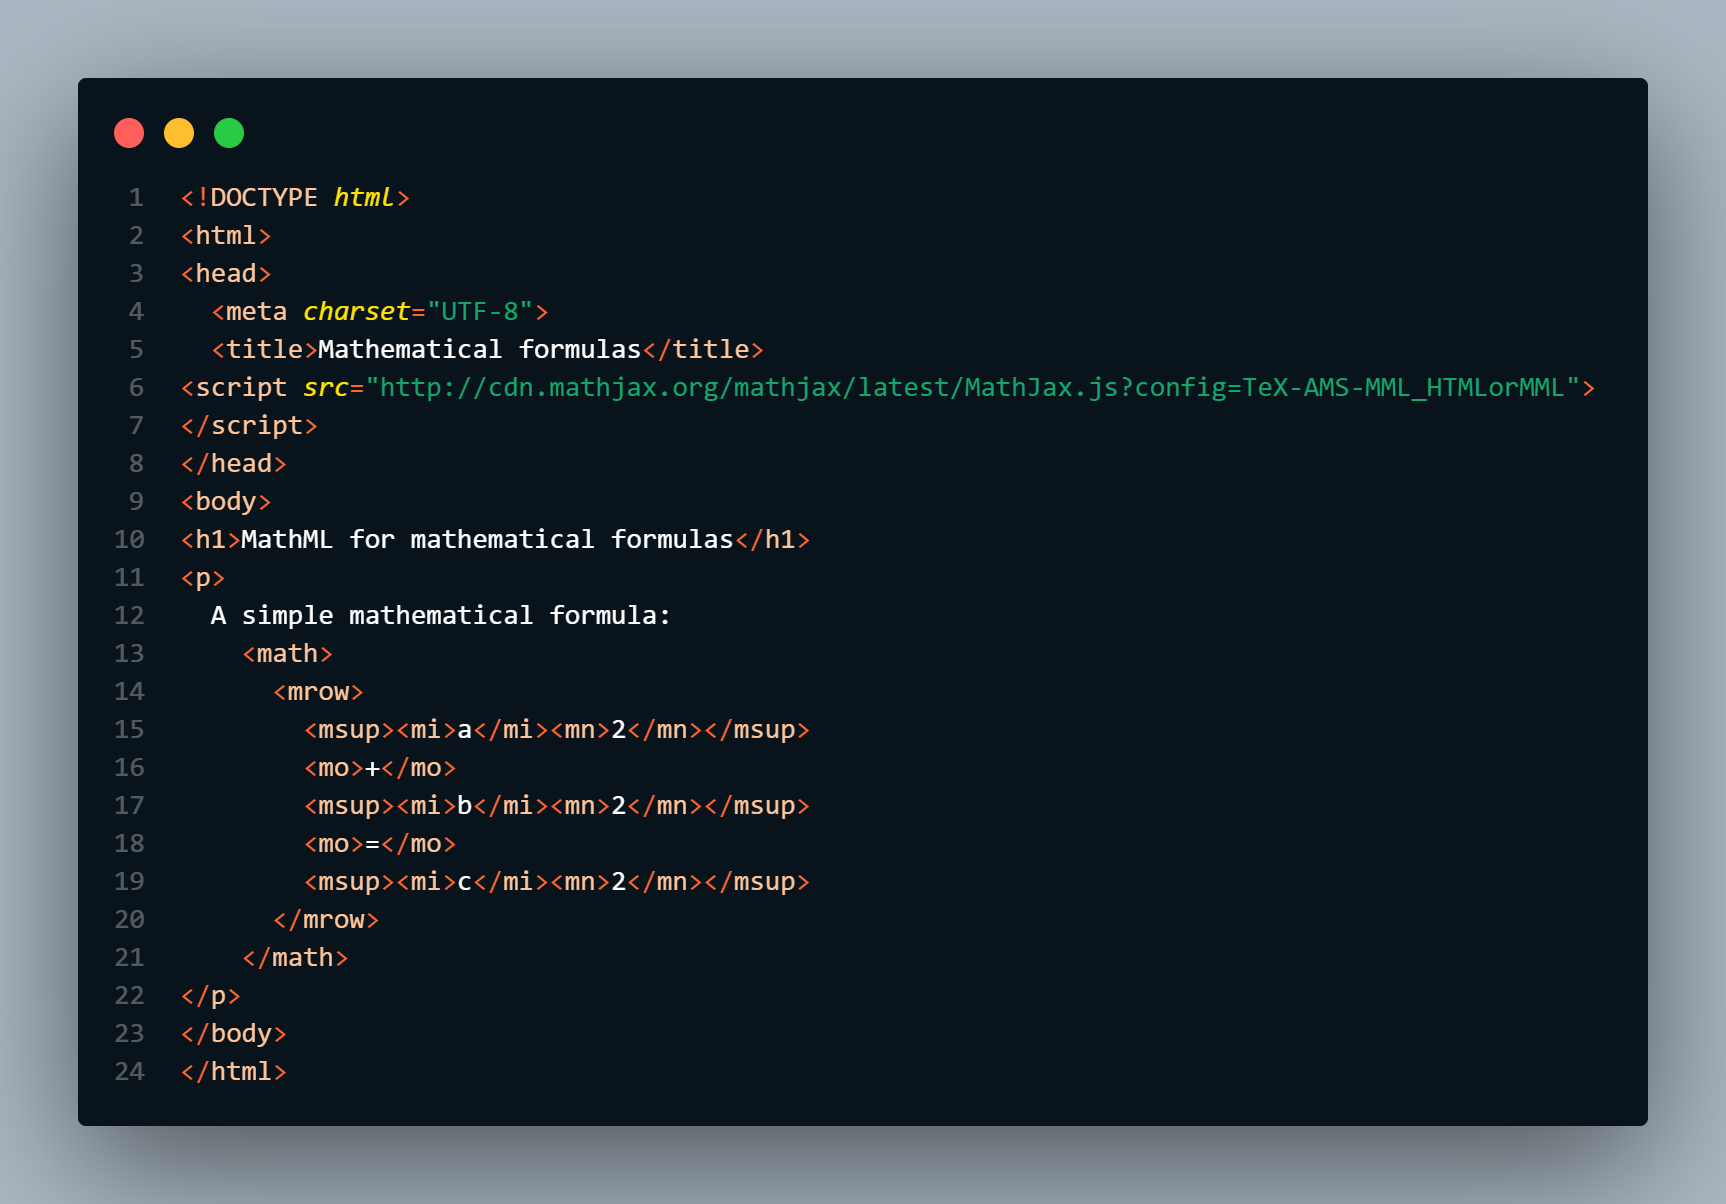 1 <!DOCTYPE html>
2 <html>
3 <head>
4   <meta charset="UTF-8">
5   <title>Mathematical formulas</title>
6 <script src="http://cdn.mathjax.org/mathjax/latest/MathJax.js?config=TeX-AMS-MML_HTMLorMML">
7 </script>
8 </head>
9 <body>
10 <h1>MathML for mathematical formulas</h1>
11 <p>
12   A simple mathematical formula:
13     <math>
14       <mrow>
15         <msup><mi>a</mi><mn>2</mn></msup>
16         <mo>+</mo>
17         <msup><mi>b</mi><mn>2</mn></msup>
18         <mo>=</mo>
19         <msup><mi>c</mi><mn>2</mn></msup>
20       </mrow>
21     </math>
22 </p>
23 </body>
24 </html>